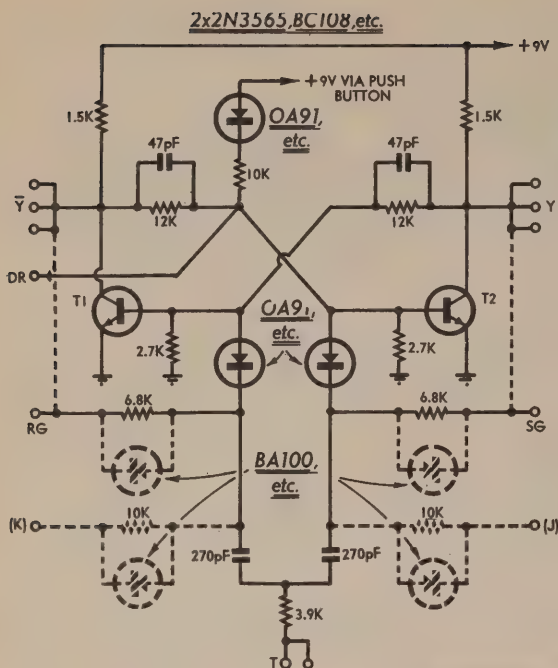 2x2N3565, BC108, etc.
+9V
+9V VIA PUSH
BUTTON
1.5K
OA91,
etc.
1.5K
47pF
47pF
10K
Y
12K
12K
Y
DR
T1
OA91,
etc.
T2
2.7K
2.7K
6.8K
6.8K
RG
SG
BA100,
etc.
(K)
10K
10K
(J)
270pF
270pF
3.9K
T